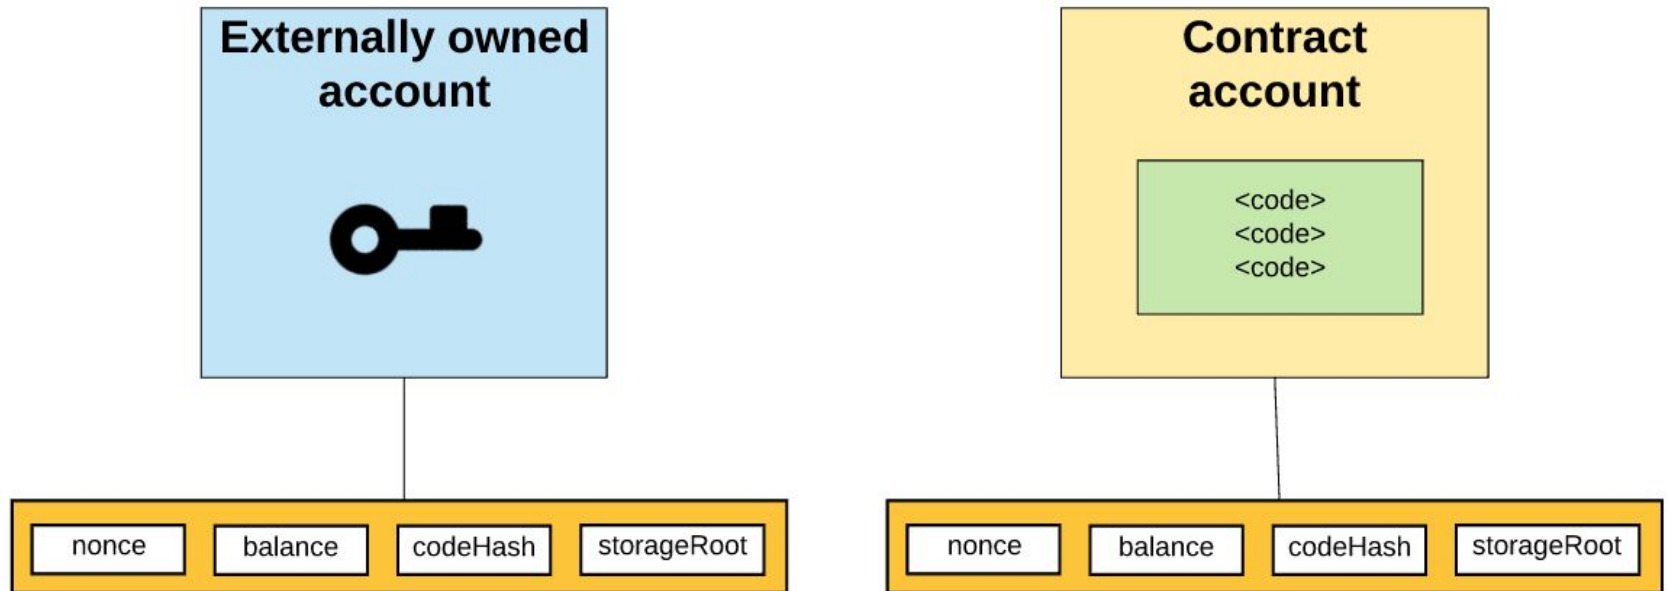 Externally owned
account
Contract
account
<code>
<code>
<code>
nonce
balance
codeHash
storageRoot
nonce
balance
codeHash
storageRoot